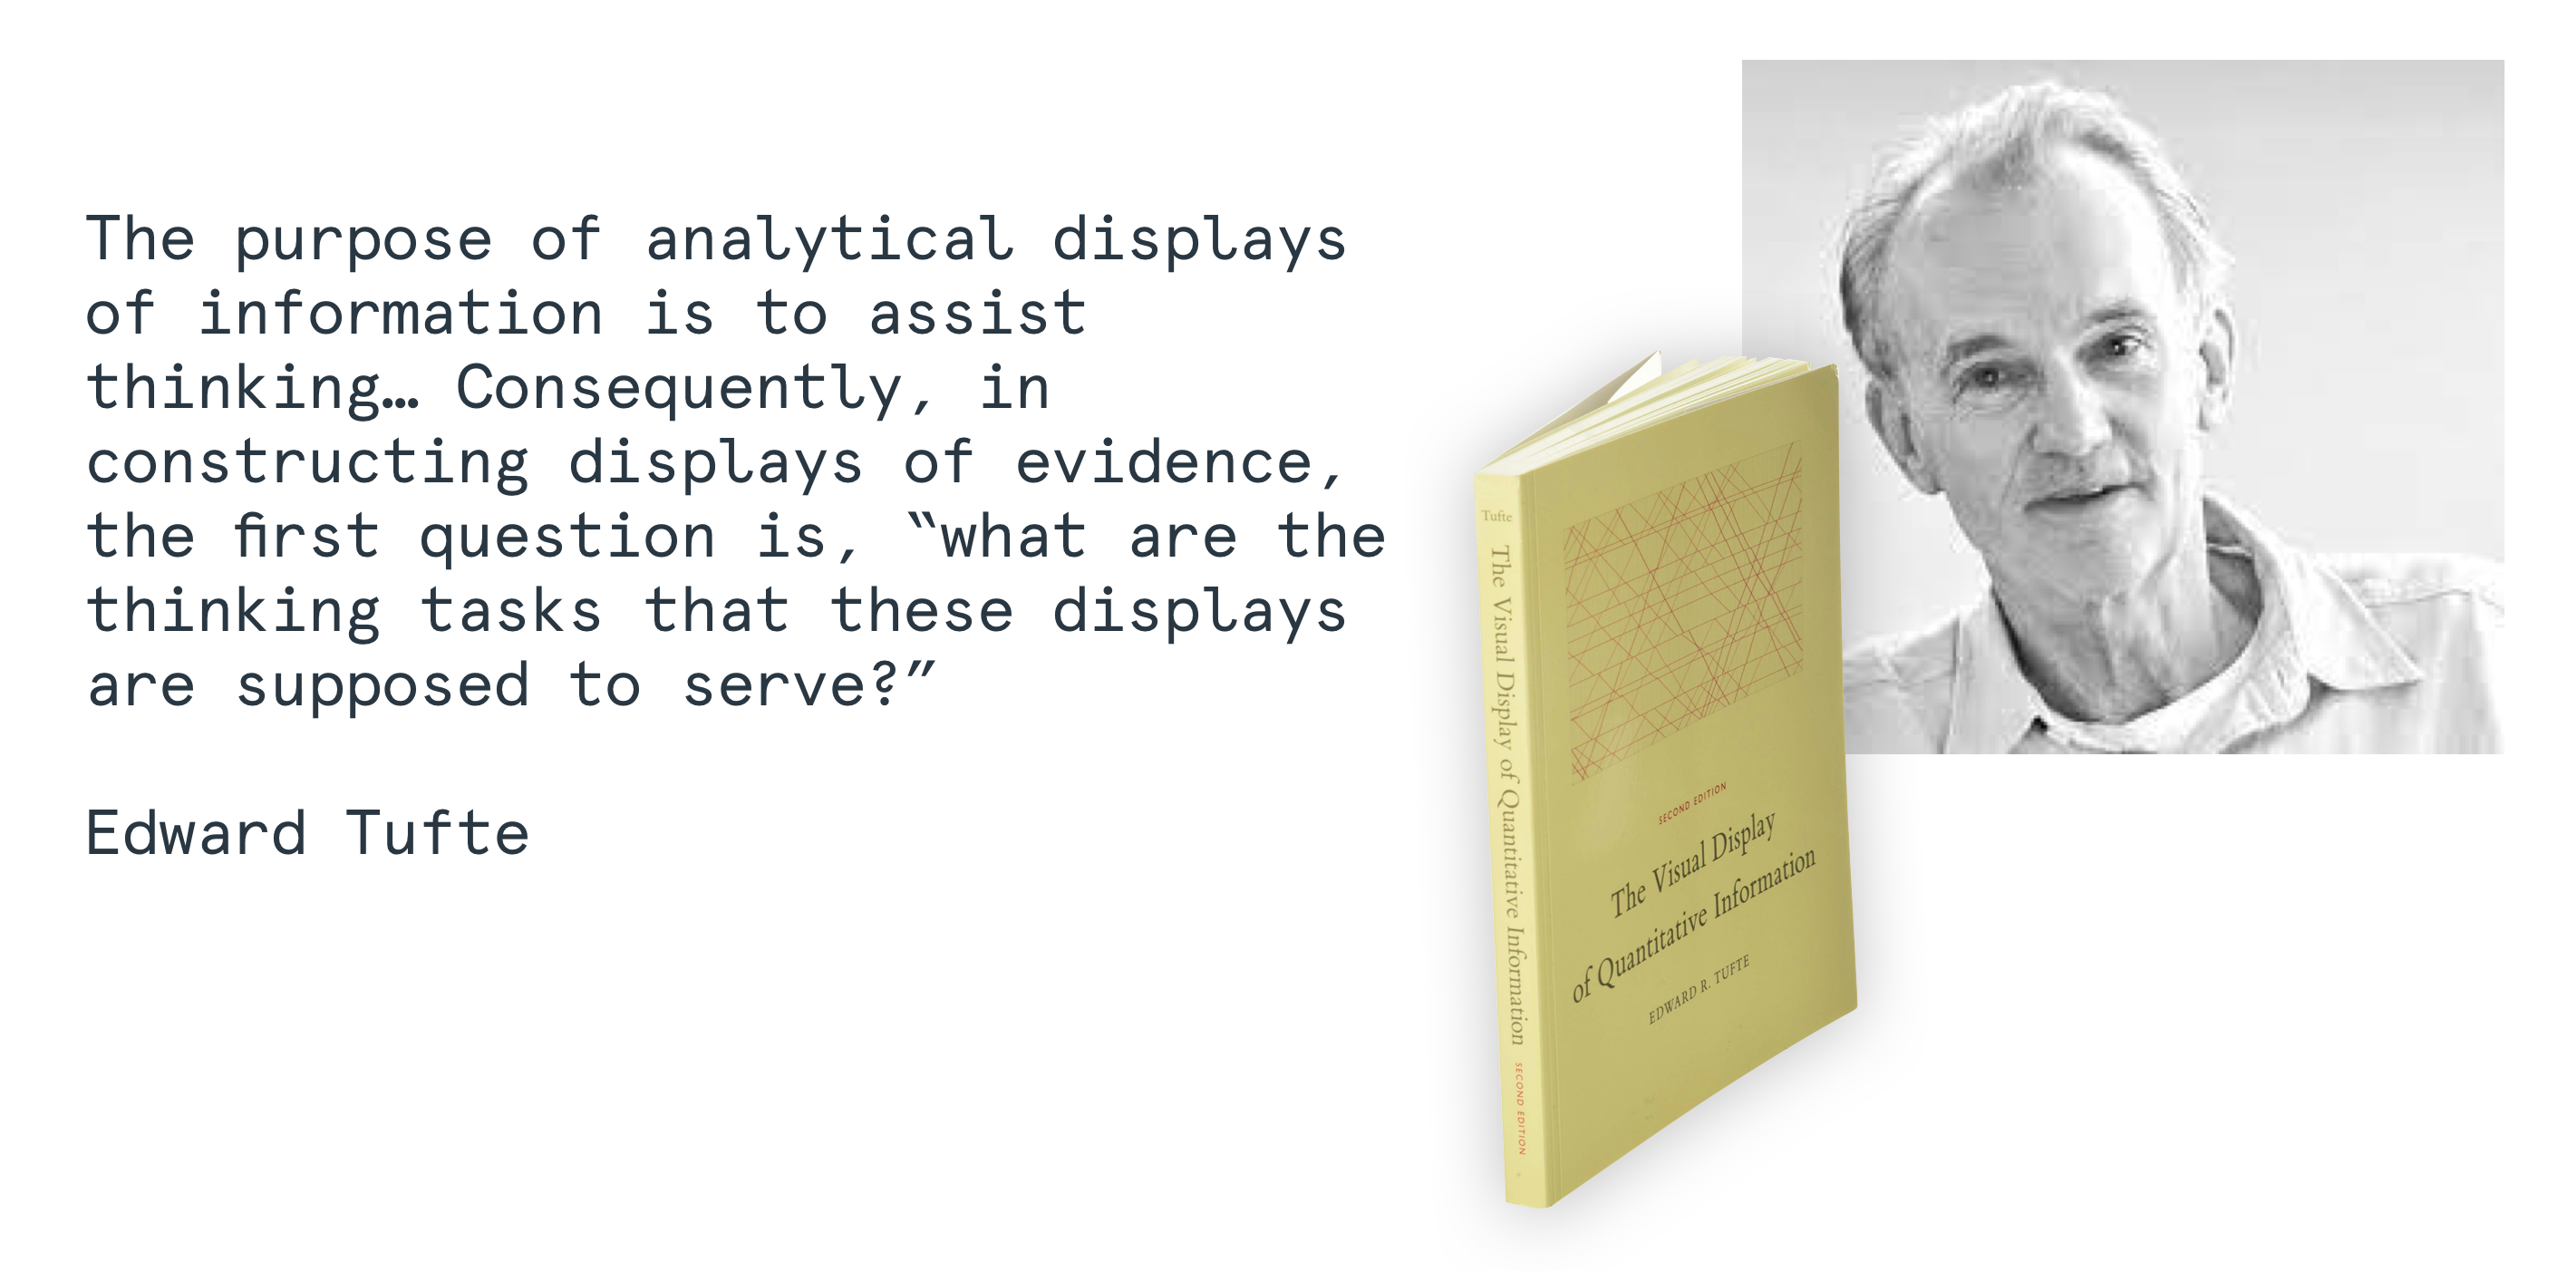 The purpose of analytical displays
of information is to assist
thinking… Consequently, in
constructing displays of evidence,
the first question is, “what are the
thinking tasks that these displays
are supposed to serve?”
Edward Tufte
Tufte
The Visual Display of Quantitative Information
SECOND EDITION
SECOND EDITION
The Visual Display
of Quantitative Information
EDWARD R. TUFTE